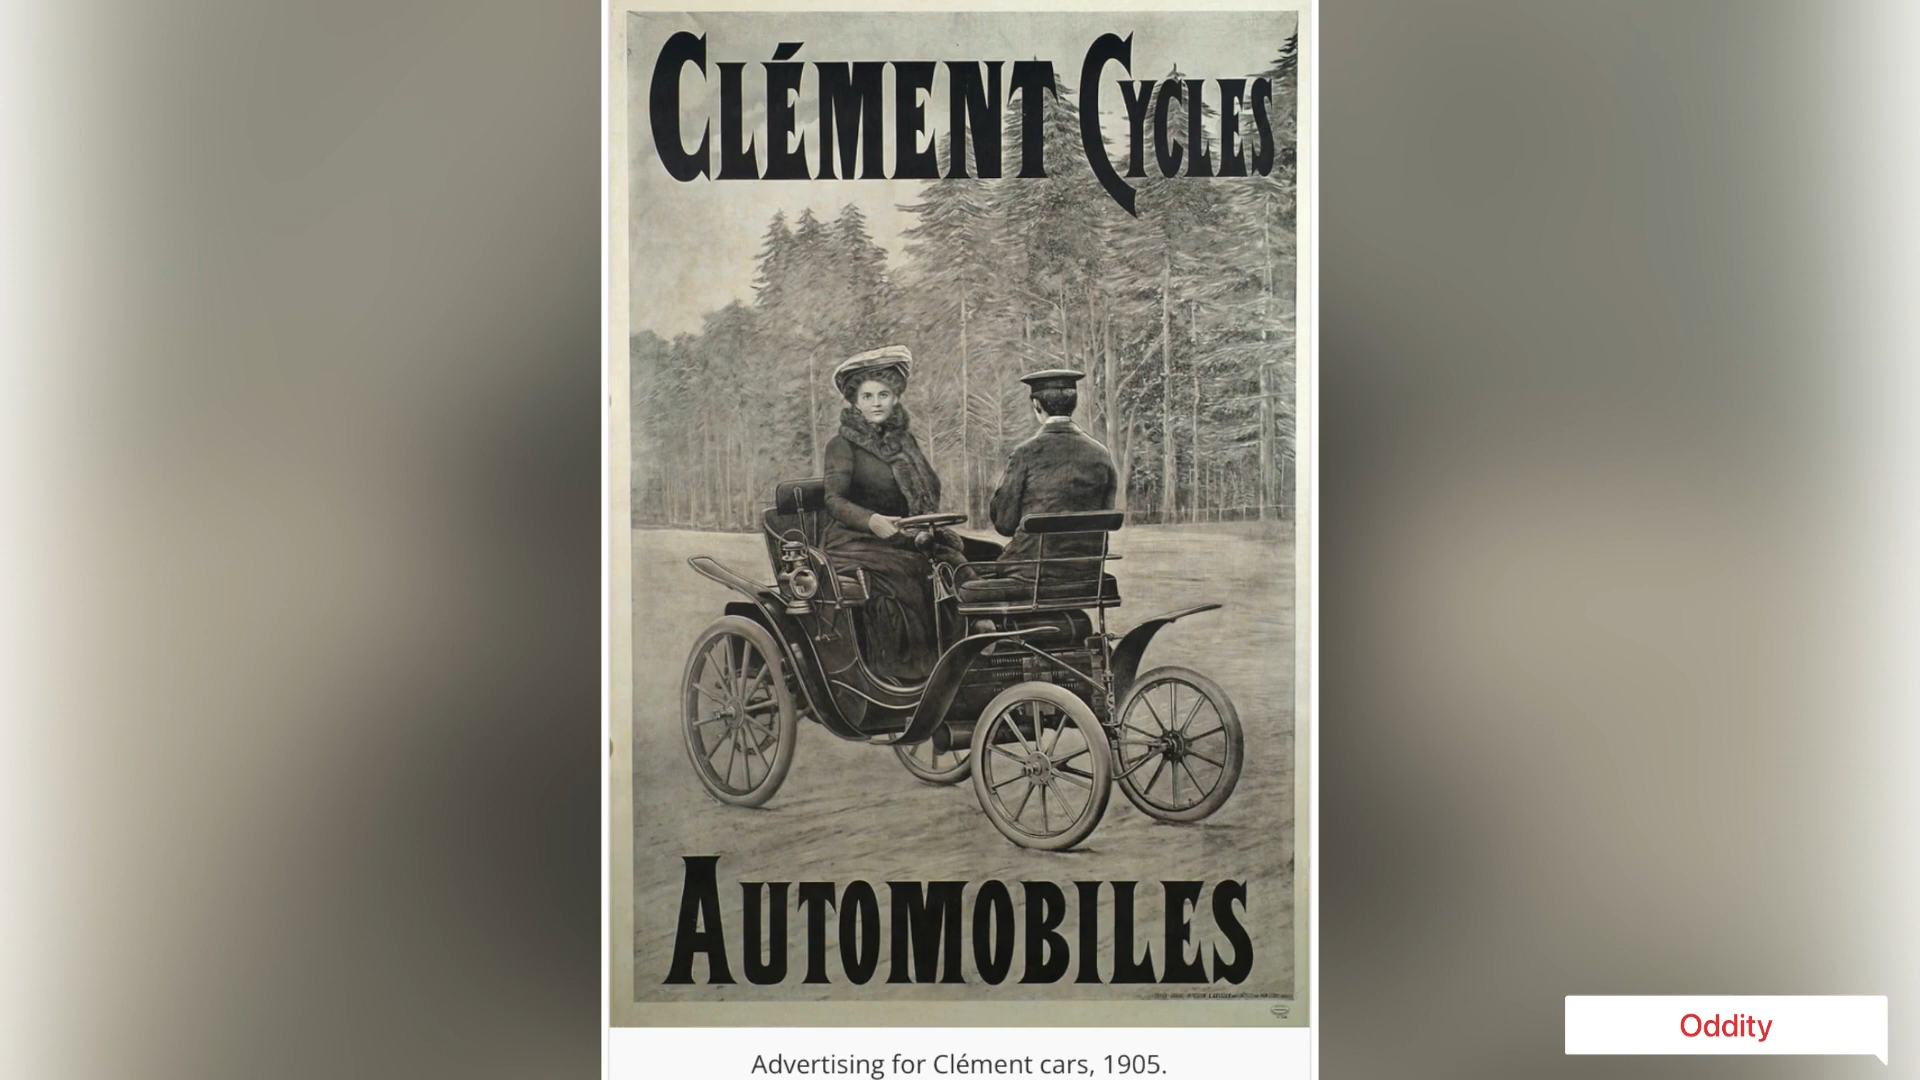 CLÉMENT CYCLES
AUTOMOBILES
Advertising for Clément cars, 1905.
Oddity